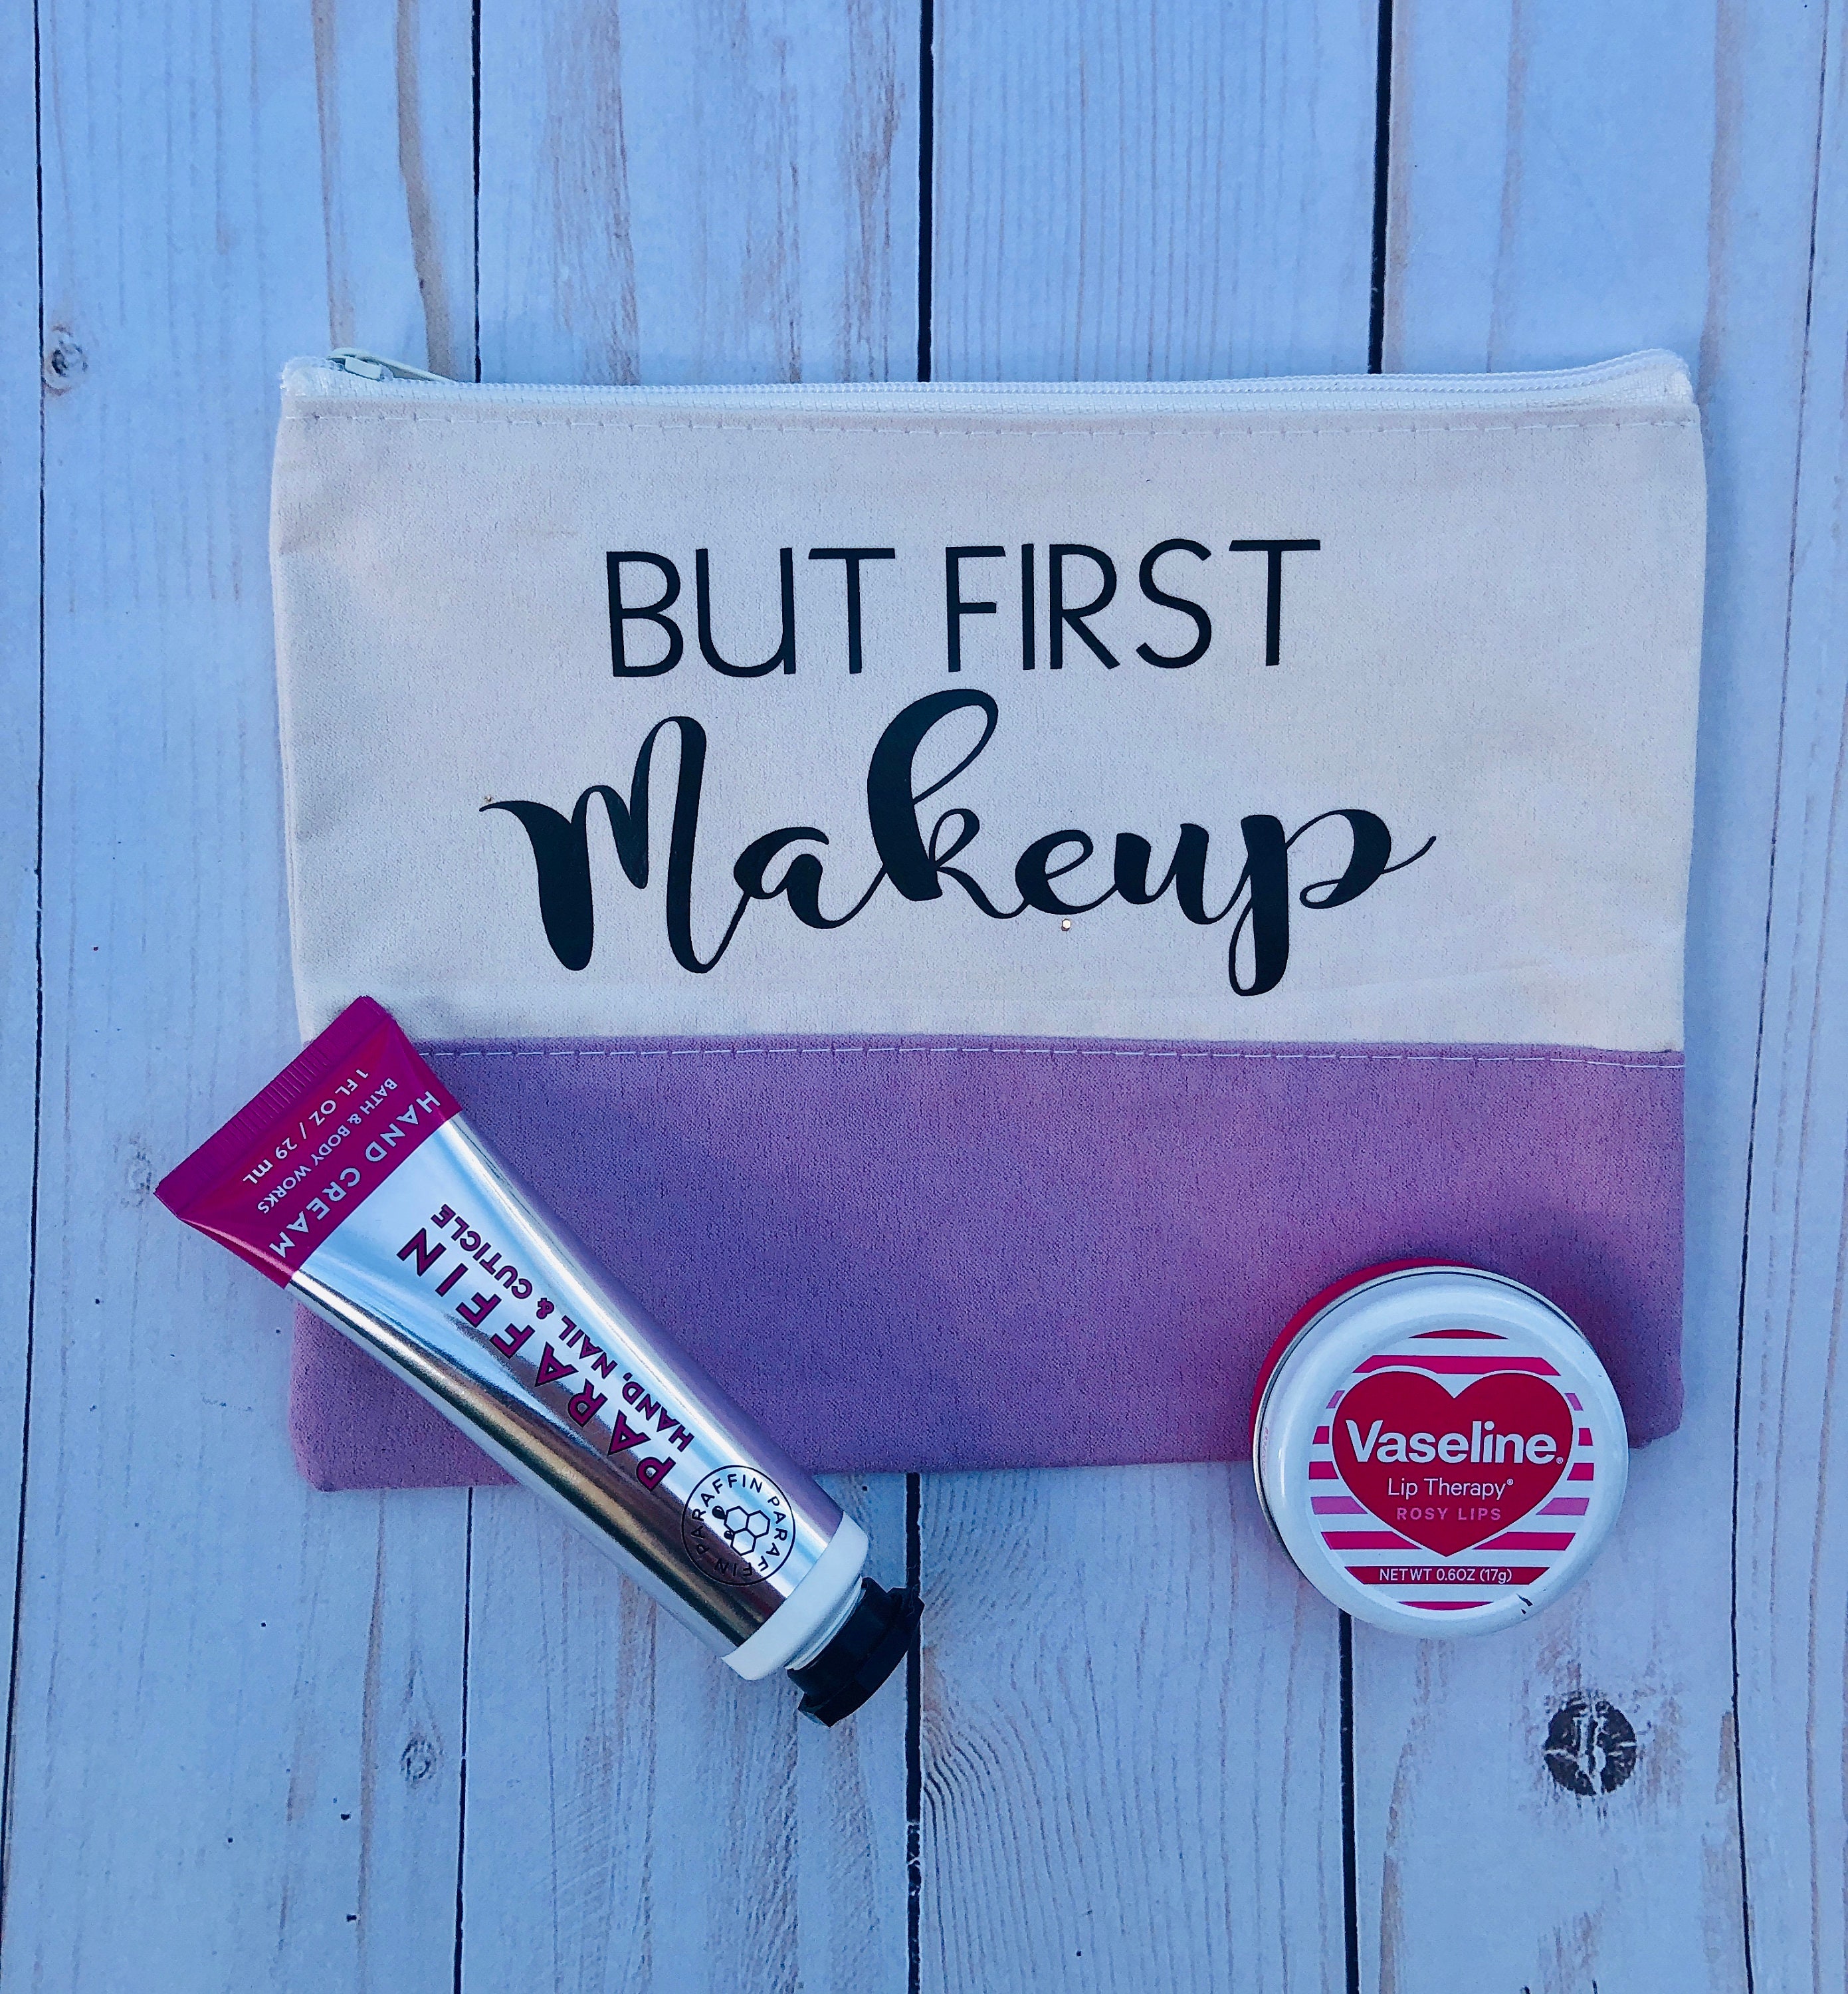 BUT FIRST
Makeup
HAND CREAM
BATH & BODY WORKS
1 FL OZ / 29 mL
PARAFFIN
HAND, NAIL & CUTICLE
PARAFFIN PARAFFIN
Vaseline®
Lip Therapy®
ROSY LIPS
NET WT 0.6OZ (17g)